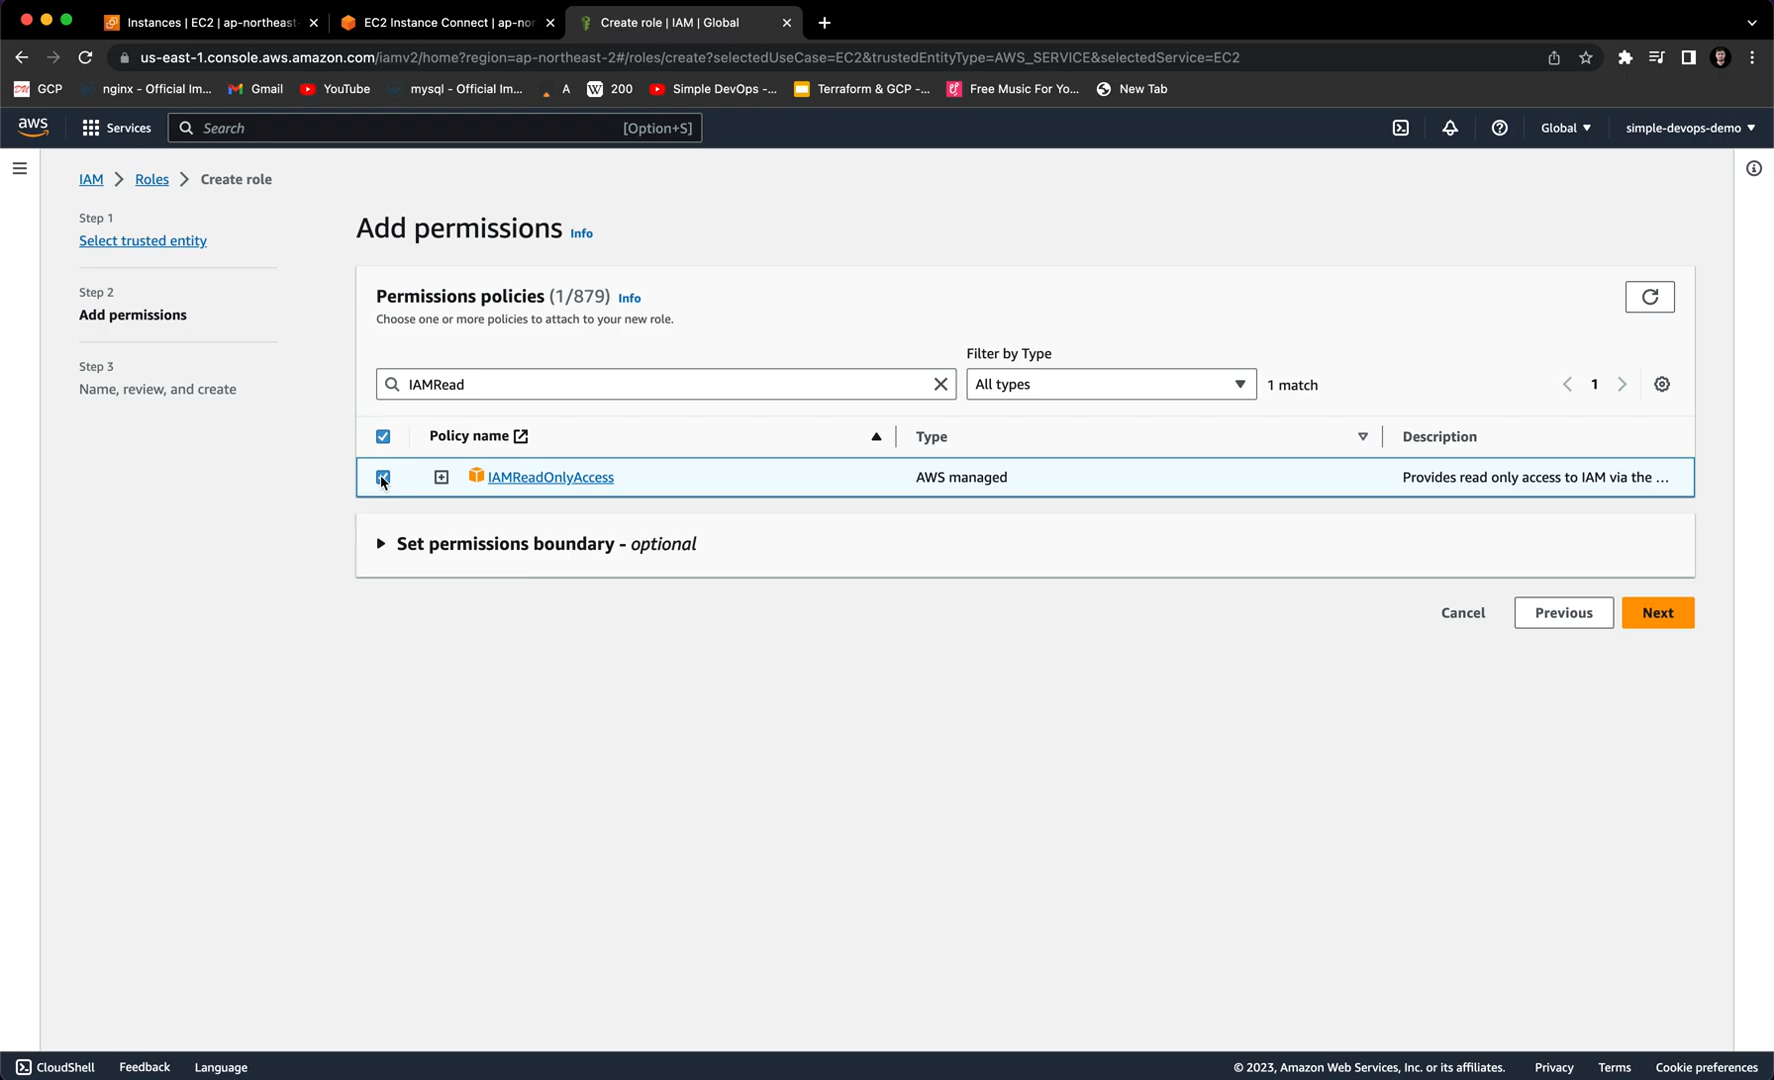 Instances | EC2 | ap-northeast-
EC2 Instance Connect | ap-nor
Create role | IAM | Global
us-east-1.console.aws.amazon.com/iamv2/home?region=ap-northeast-2#/roles/create?selectedUseCase=EC2&trustedEntityType=AWS_SERVICE&selectedService=EC2
GCP
nginx - Official Im...
Gmail
YouTube
mysql - Official Im...
A
200
Simple DevOps -...
Terraform & GCP -...
Free Music For Yo...
New Tab
aws
Services
Search
[Option+S]
Global
simple-devops-demo
IAM
Roles
Create role
Step 1
Select trusted entity
Step 2
Add permissions
Step 3
Name, review, and create
Add permissions Info
Permissions policies (1/879) Info
Choose one or more policies to attach to your new role.
Filter by Type
IAMRead
All types
1 match
1
Policy name
Type
Description
IAMReadOnlyAccess
AWS managed
Provides read only access to IAM via the ...
Set permissions boundary - optional
Cancel
Previous
Next
CloudShell
Feedback
Language
© 2023, Amazon Web Services, Inc. or its affiliates.
Privacy
Terms
Cookie preferences